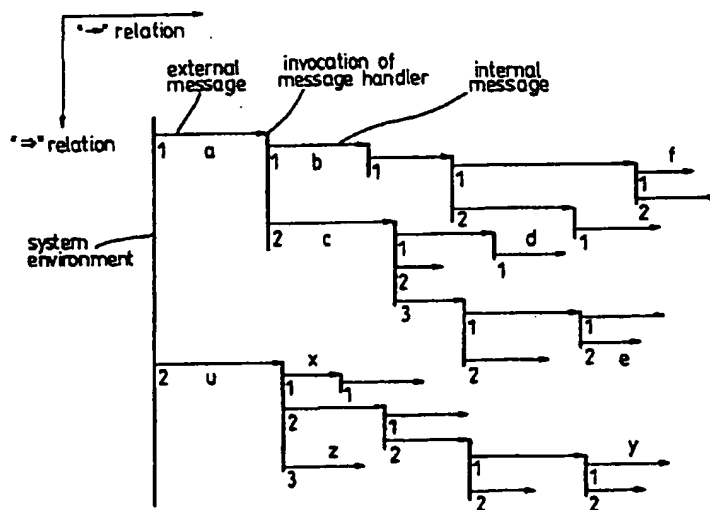 "→" relation
external message
invocation of message handler
internal message
"⇒" relation
1 a
1 b
1
1
f
1
2
2
1
system environment
2 c
1
d
1
2
3
1
1
2 e
2
2 u
x
1
1
2
1
z
2
3
y
1
1
2
2